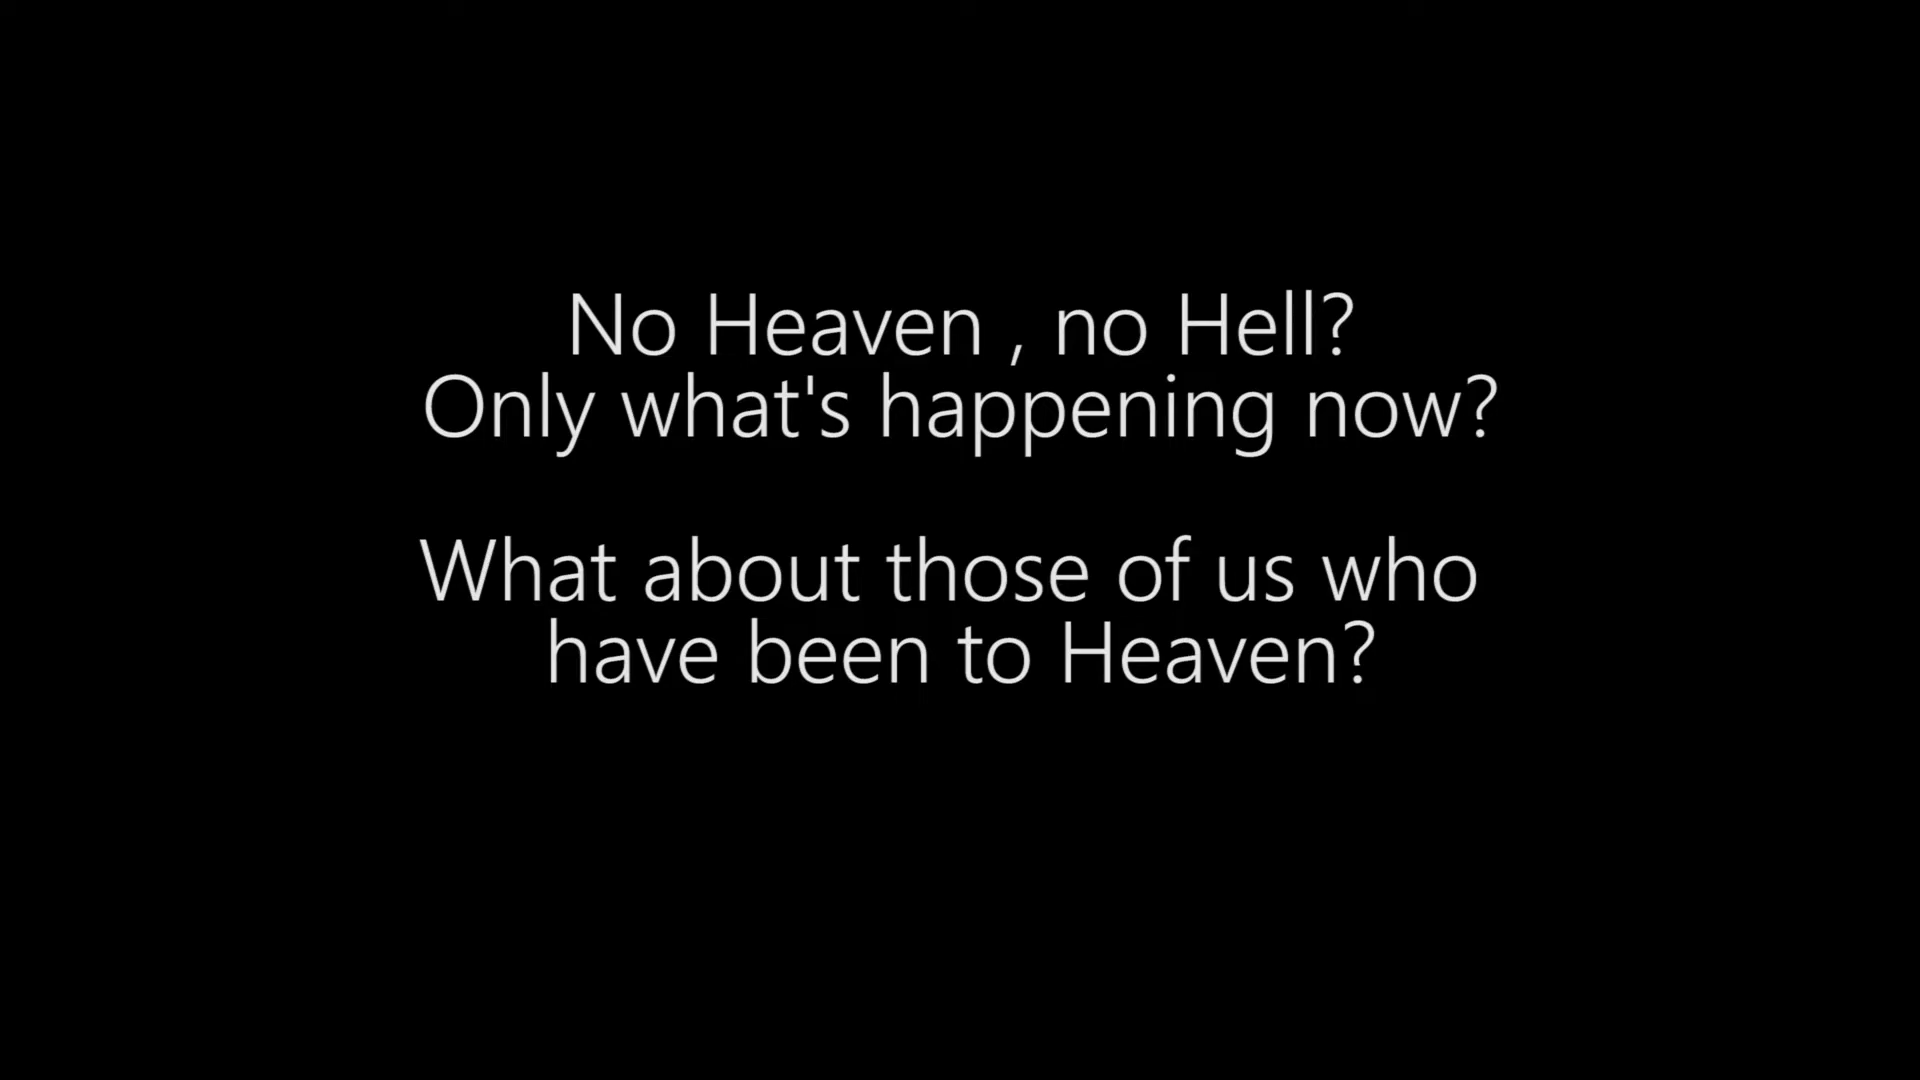 No Heaven , no Hell?
Only what's happening now?
What about those of us who
have been to Heaven?